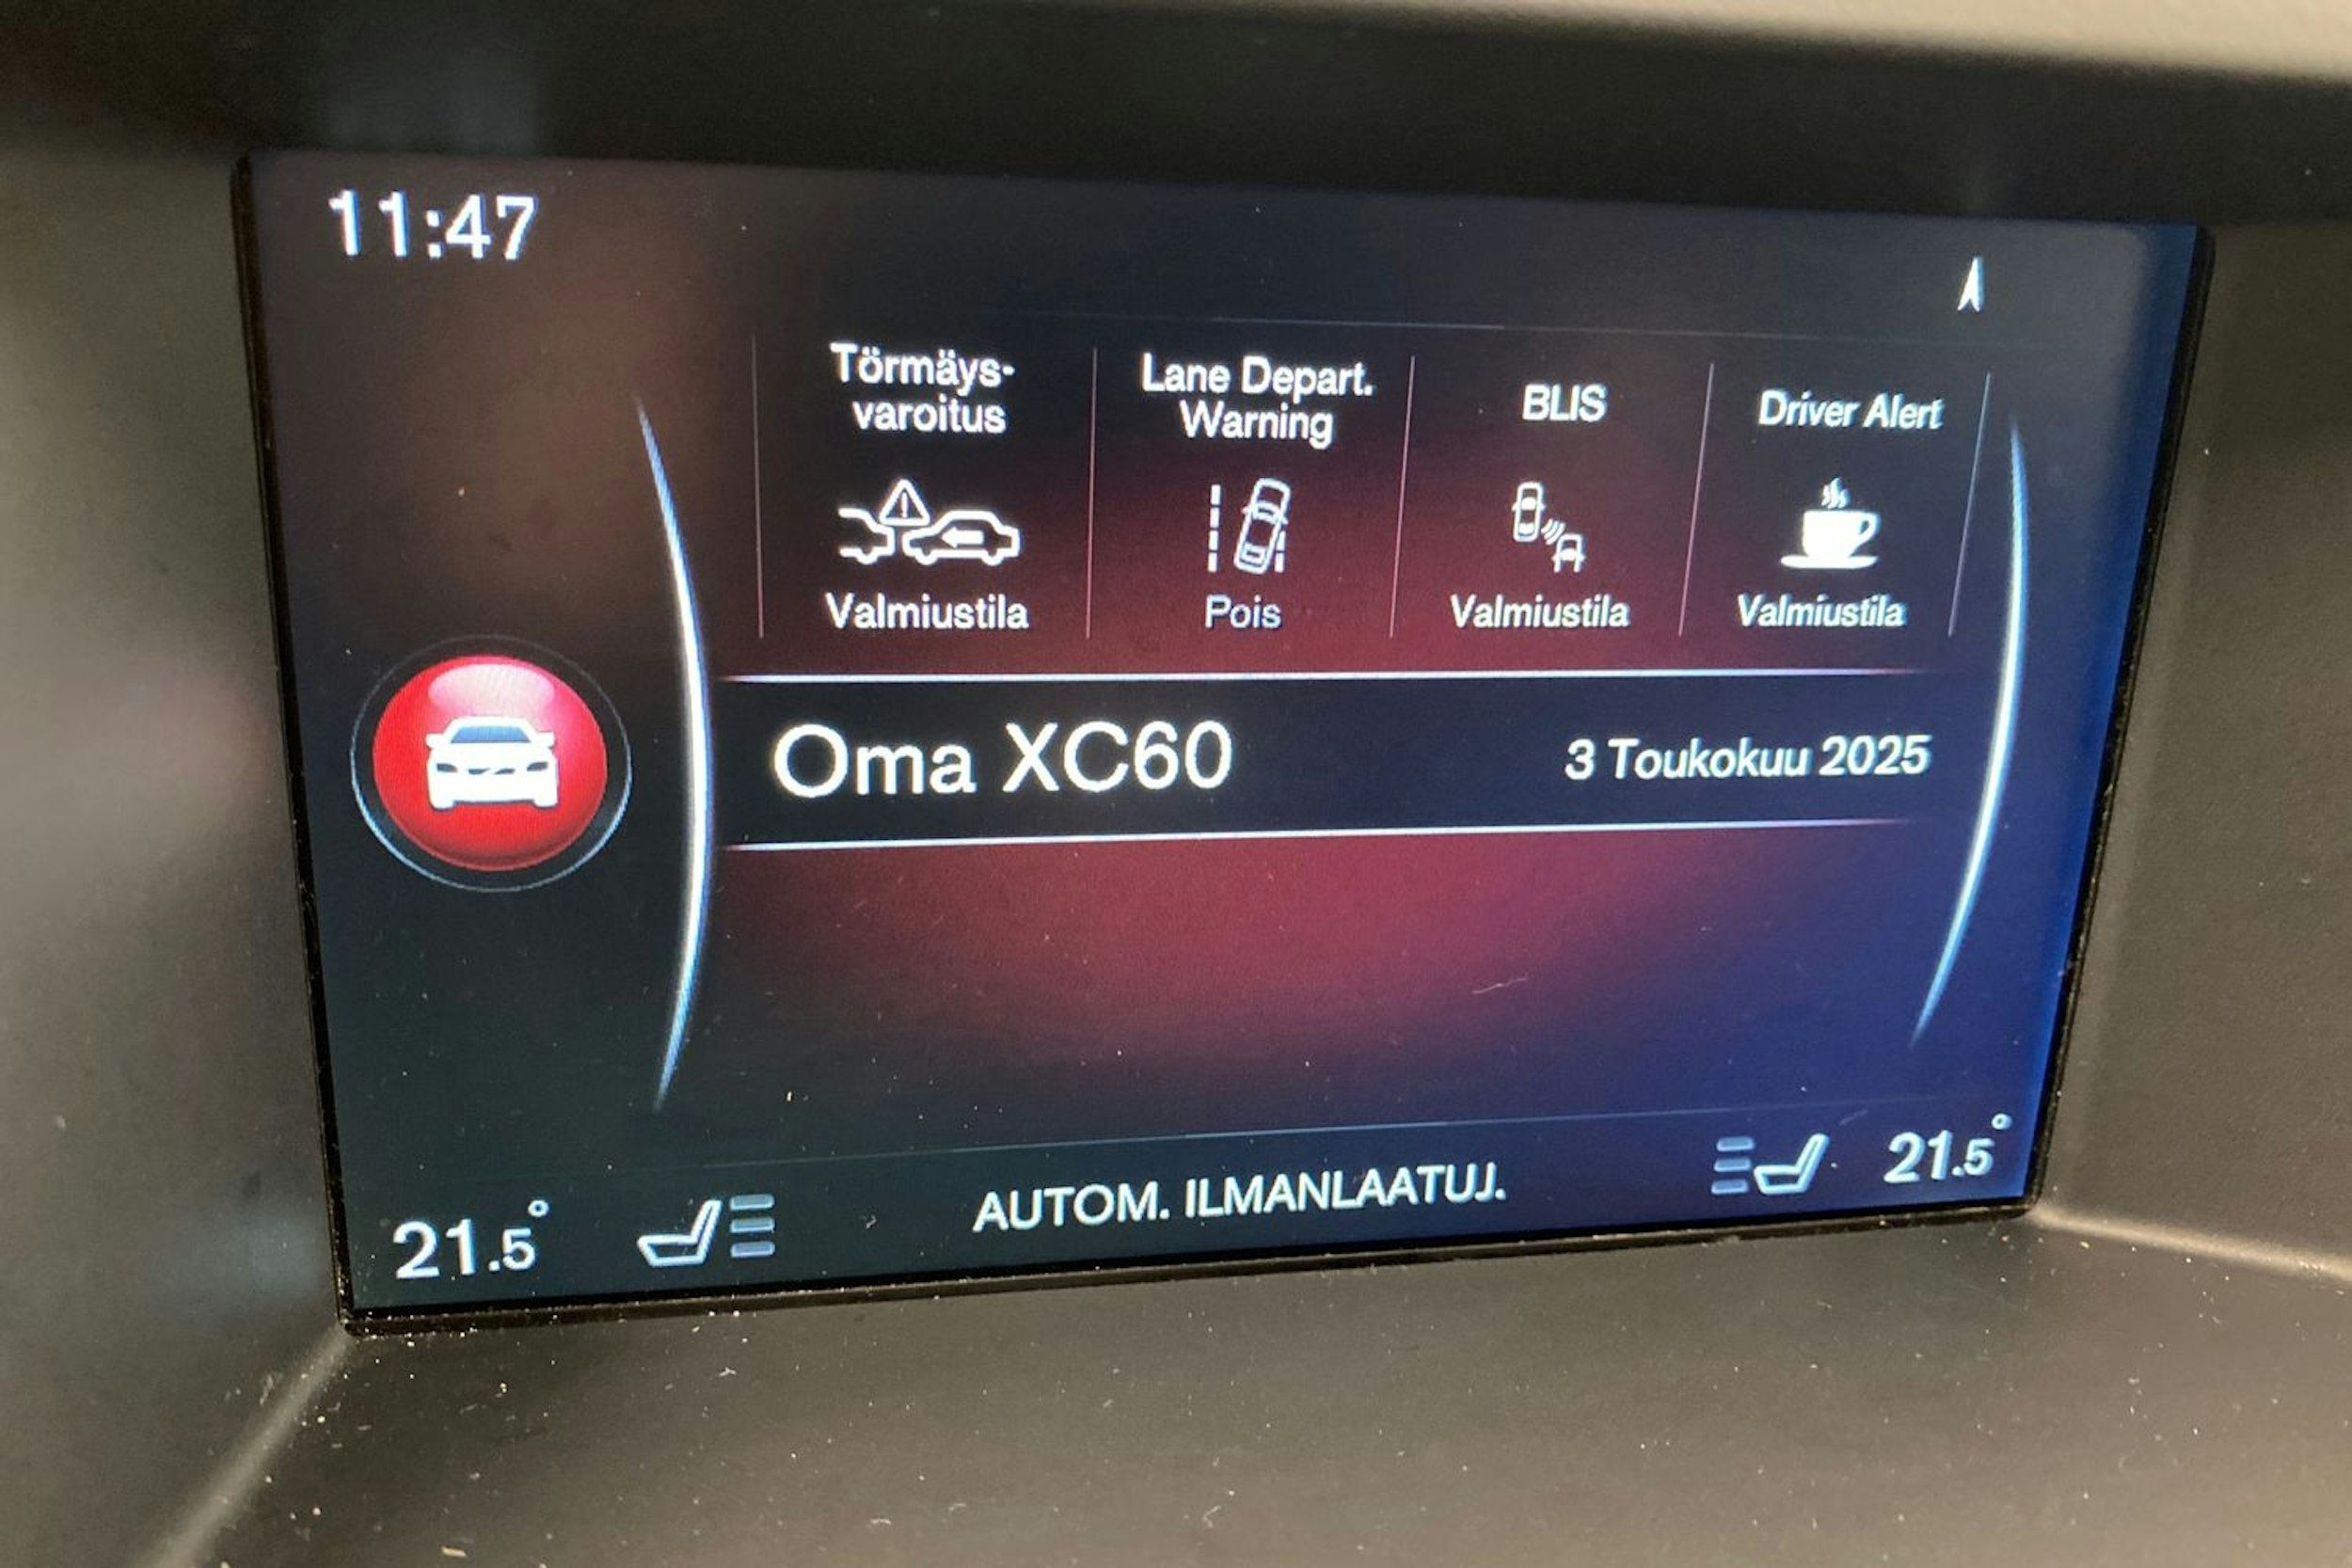 11:47
Törmäys-
varoitus
Valmiustila
Lane Depart.
Warning
Pois
BLIS
Valmiustila
Driver Alert
Valmiustila
Oma XC60
3 Toukokuu 2025
21.5°
AUTOM. ILMANLAATUJ.
21.5°